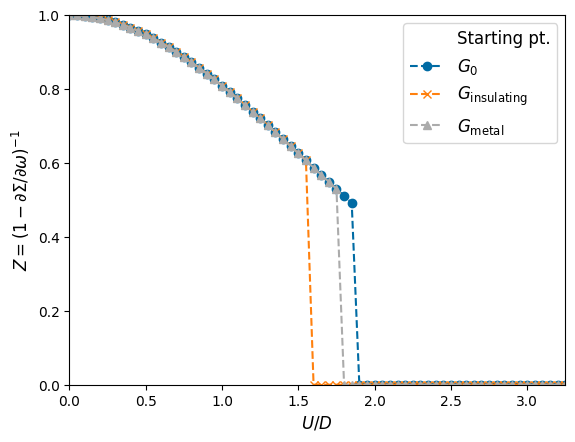 Starting pt.
G₀
G_insulating
G_metal
Z = (1 − ∂Σ/∂ω)⁻¹
1.0
0.8
0.6
0.4
0.2
0.0
0.0 0.5 1.0 1.5 2.0 2.5 3.0
U/D